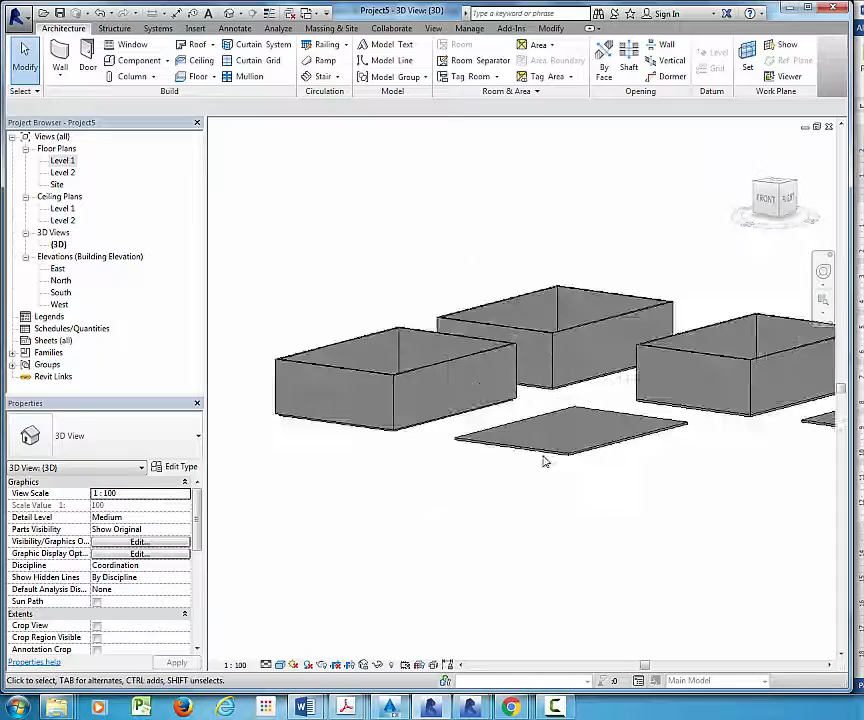 Project5 - 3D View: {3D}
Type a keyword or phrase
Sign In
Architecture Structure Systems Insert Annotate Analyze Massing & Site Collaborate View Manage Add-Ins Modify
Modify Wall Door Window Roof Curtain System Railing Model Text Room Area By Face Shaft Wall Level Set Show
Component Ceiling Curtain Grid Ramp Model Line Room Separator Area Boundary Vertical Grid Ref Plane
Column Floor Mullion Stair Model Group Tag Room Tag Area Dormer Viewer
Select Build Circulation Model Room & Area Opening Datum Work Plane
Project Browser - Project5
Views (all)
Floor Plans
Level 1
Level 2
Site
Ceiling Plans
Level 1
Level 2
3D Views
{3D}
Elevations (Building Elevation)
East
North
South
West
Legends
Schedules/Quantities
Sheets (all)
Families
Groups
Revit Links
FRONT RIGHT
Properties
3D View
3D View: {3D} Edit Type
Graphics
View Scale 1 : 100
Scale Value 1: 100
Detail Level Medium
Parts Visibility Show Original
Visibility/Graphics O... Edit...
Graphic Display Opt... Edit...
Discipline Coordination
Show Hidden Lines By Discipline
Default Analysis Dis... None
Sun Path
Extents
Crop View
Crop Region Visible
Annotation Crop
Properties help Apply
1 : 100
Click to select, TAB for alternates, CTRL adds, SHIFT unselects.
:0 Main Model